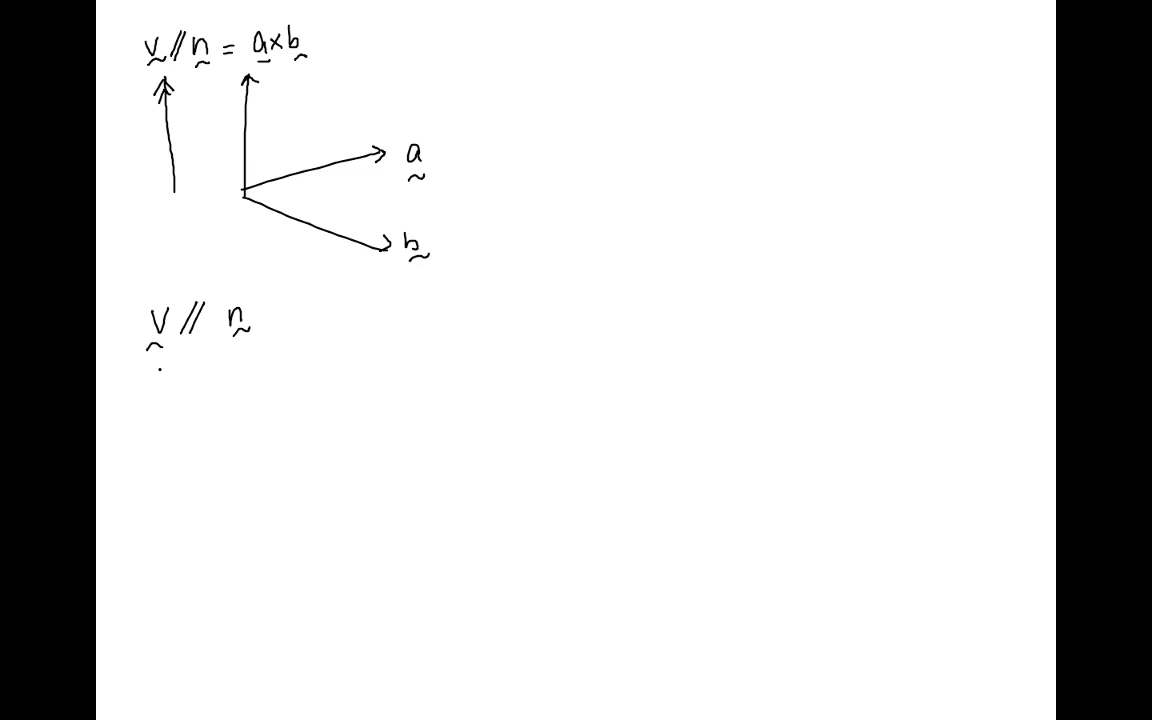 v // n = a×b
a
b
v // n